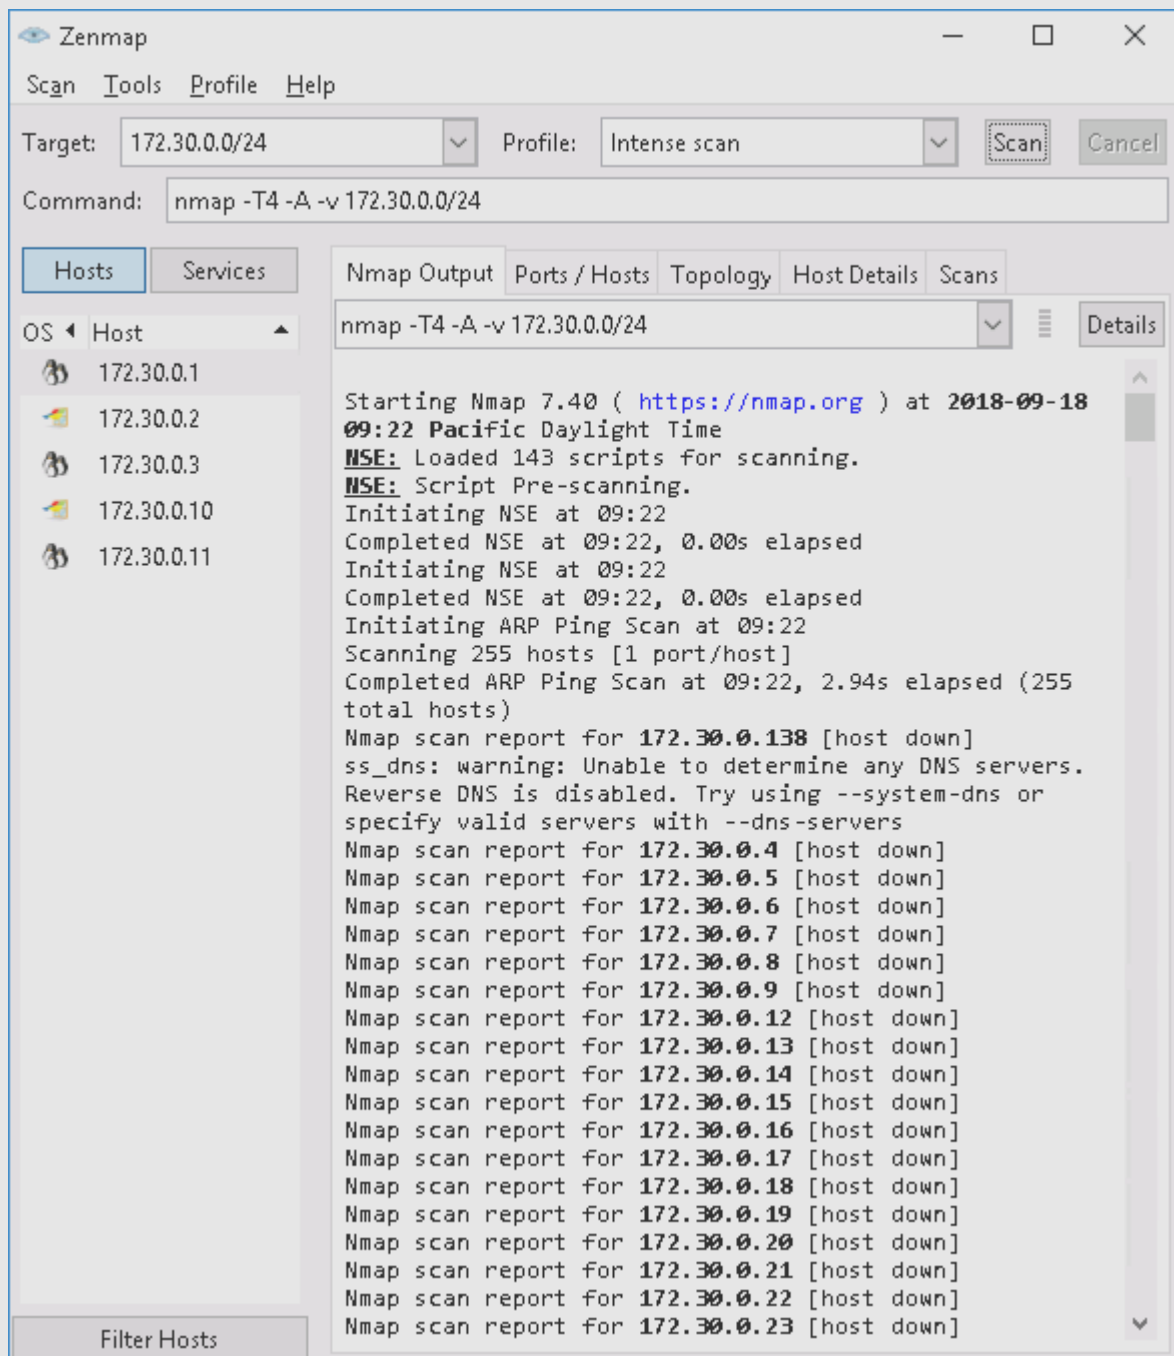 Zenmap
Scan Tools Profile Help
Target: 172.30.0.0/24 Profile: Intense scan Scan Cancel
Command: nmap -T4 -A -v 172.30.0.0/24
Hosts Services
Nmap Output Ports / Hosts Topology Host Details Scans
OS Host
nmap -T4 -A -v 172.30.0.0/24 Details
172.30.0.1
172.30.0.2
172.30.0.3
172.30.0.10
172.30.0.11
Starting Nmap 7.40 ( https://nmap.org ) at 2018-09-18
09:22 Pacific Daylight Time
NSE: Loaded 143 scripts for scanning.
NSE: Script Pre-scanning.
Initiating NSE at 09:22
Completed NSE at 09:22, 0.00s elapsed
Initiating NSE at 09:22
Completed NSE at 09:22, 0.00s elapsed
Initiating ARP Ping Scan at 09:22
Scanning 255 hosts [1 port/host]
Completed ARP Ping Scan at 09:22, 2.94s elapsed (255
total hosts)
Nmap scan report for 172.30.0.138 [host down]
ss_dns: warning: Unable to determine any DNS servers.
Reverse DNS is disabled. Try using --system-dns or
specify valid servers with --dns-servers
Nmap scan report for 172.30.0.4 [host down]
Nmap scan report for 172.30.0.5 [host down]
Nmap scan report for 172.30.0.6 [host down]
Nmap scan report for 172.30.0.7 [host down]
Nmap scan report for 172.30.0.8 [host down]
Nmap scan report for 172.30.0.9 [host down]
Nmap scan report for 172.30.0.12 [host down]
Nmap scan report for 172.30.0.13 [host down]
Nmap scan report for 172.30.0.14 [host down]
Nmap scan report for 172.30.0.15 [host down]
Nmap scan report for 172.30.0.16 [host down]
Nmap scan report for 172.30.0.17 [host down]
Nmap scan report for 172.30.0.18 [host down]
Nmap scan report for 172.30.0.19 [host down]
Nmap scan report for 172.30.0.20 [host down]
Nmap scan report for 172.30.0.21 [host down]
Nmap scan report for 172.30.0.22 [host down]
Nmap scan report for 172.30.0.23 [host down]
Filter Hosts